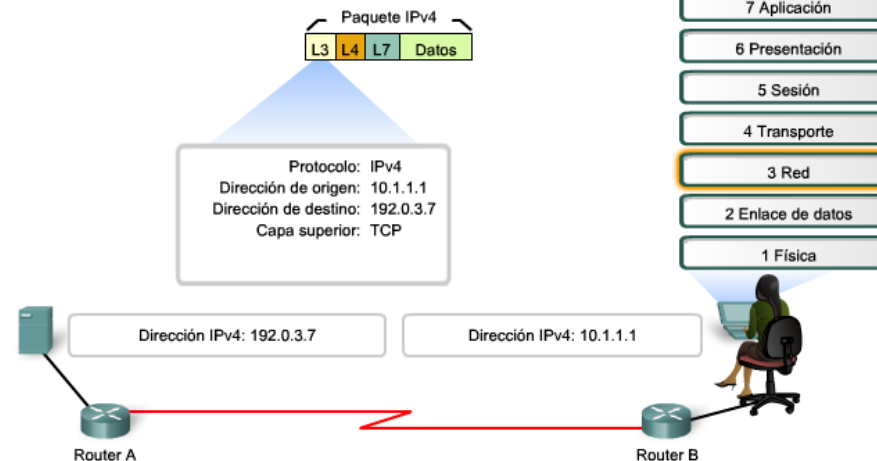 Paquete IPv4
L3 L4 L7 Datos
Protocolo: IPv4
Dirección de origen: 10.1.1.1
Dirección de destino: 192.0.3.7
Capa superior: TCP
7 Aplicación
6 Presentación
5 Sesión
4 Transporte
3 Red
2 Enlace de datos
1 Física
Dirección IPv4: 192.0.3.7
Dirección IPv4: 10.1.1.1
Router A
Router B